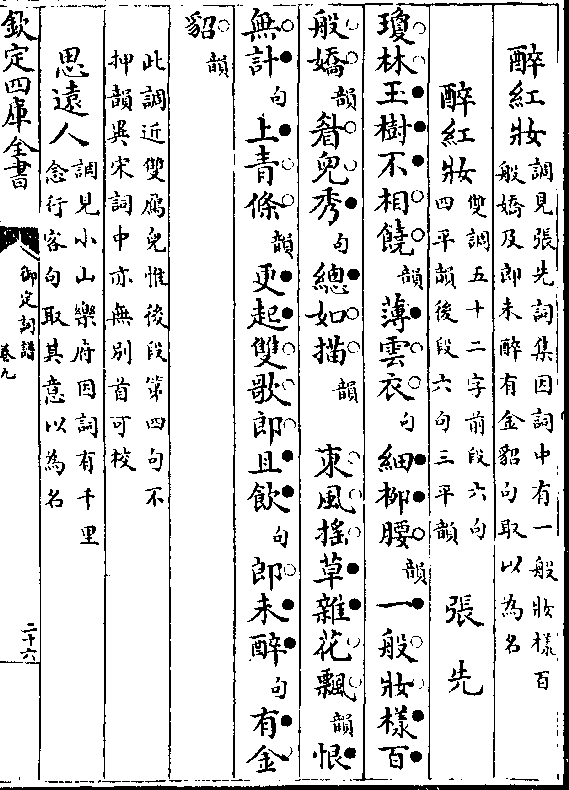 醉紅妝調見張先詞集因詞中有一般妝様百
般嬌及郎未醉有金貂句取以為名
醉紅妝雙調五十二字前段六句
四平韻後段六句三平韻 張先
瓊林玉樹不相饒韻薄雲衣句細栁腰韻一般妝樣百
般嬌韻看兒秀句總如描韻 東風摇草雜花飄韻恨
無計句上青條韻更起雙歌郎且飲句郎未醉句有金
貂韻
此調近雙鴈兒惟後段第四句不
押韻吳宋詞中亦無別首可校
思遠人調見小山樂府因詞有千里
念行客句取其意以為名
欽定四庫全書
御定詞譜
卷九
二十六